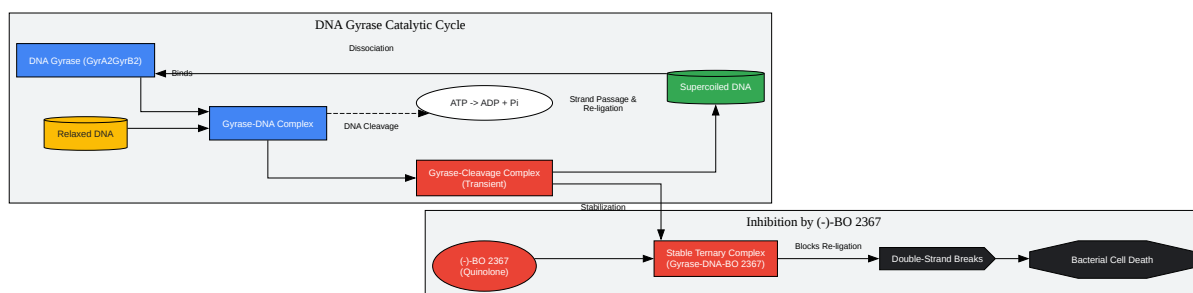 DNA Gyrase Catalytic Cycle
Dissociation
DNA Gyrase (GyrA2GyrB2)
Binds
Supercoiled DNA
ATP -> ADP + Pi
Strand Passage &
Re-ligation
Relaxed DNA
Gyrase-DNA Complex
DNA Cleavage
Gyrase-Cleavage Complex
(Transient)
Stabilization
Inhibition by (-)-BO 2367
(-)-BO 2367
(Quinolone)
Stable Ternary Complex
(Gyrase-DNA-BO 2367)
Blocks Re-ligation
Double-Strand Breaks
Bacterial Cell Death